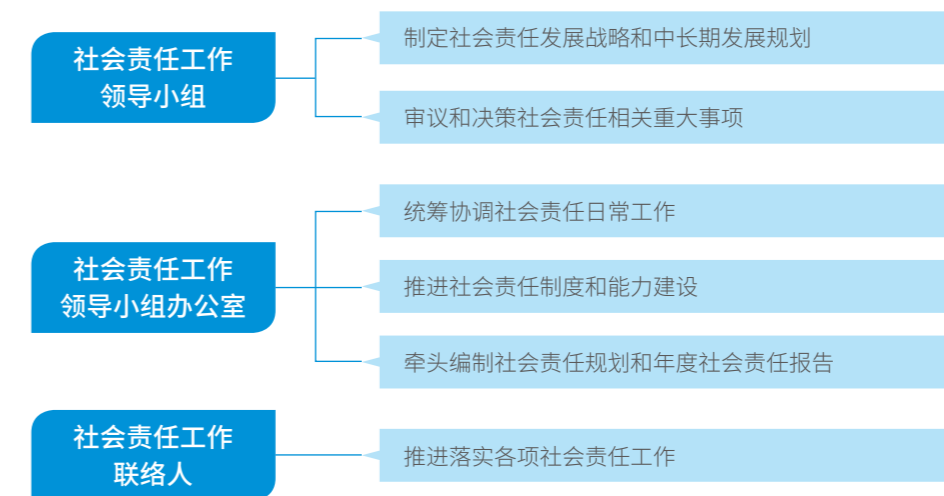 社会责任工作
领导小组
制定社会责任发展战略和中长期发展规划
审议和决策社会责任相关重大事项
社会责任工作
领导小组办公室
统筹协调社会责任日常工作
推进社会责任制度和能力建设
牵头编制社会责任规划和年度社会责任报告
社会责任工作
联络人
推进落实各项社会责任工作